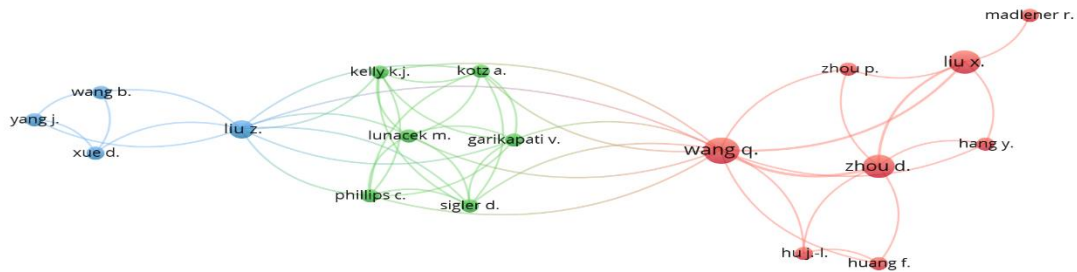 madlener r.
kelly k.j.
kotz a.
zhou p.
liu x.
wang b.
yang j.
liu z.
lunacek m.
garikapati v.
hang y.
xue d.
wang q.
zhou d.
phillips c.
sigler d.
hu j.-l.
huang f.